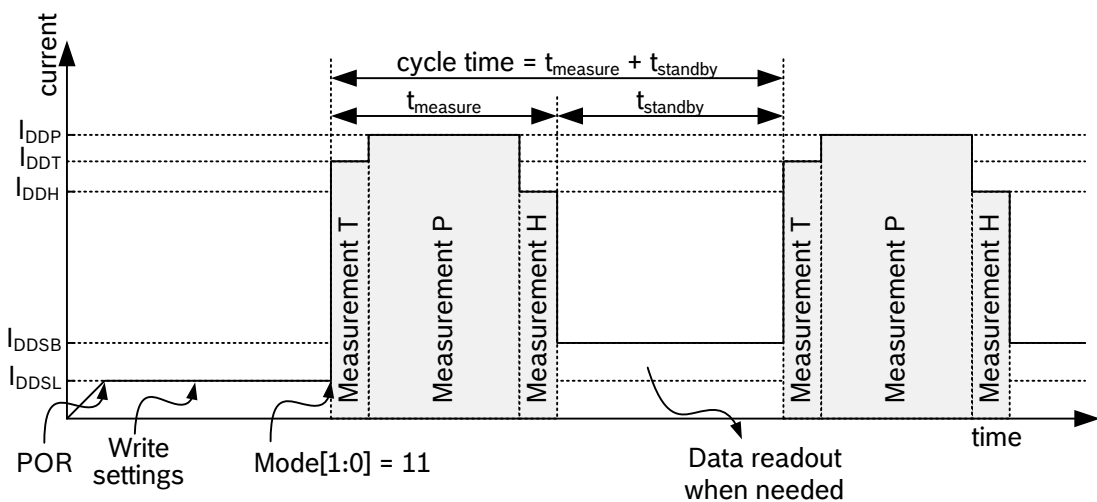 current
cycle time = tmeasure + tstandby
tmeasure
tstandby
IDDP
IDDT
IDDH
IDDSB
IDDSL
Measurement T
Measurement P
Measurement H
Measurement T
Measurement P
Measurement H
time
POR
Write
settings
Mode[1:0] = 11
Data readout
when needed